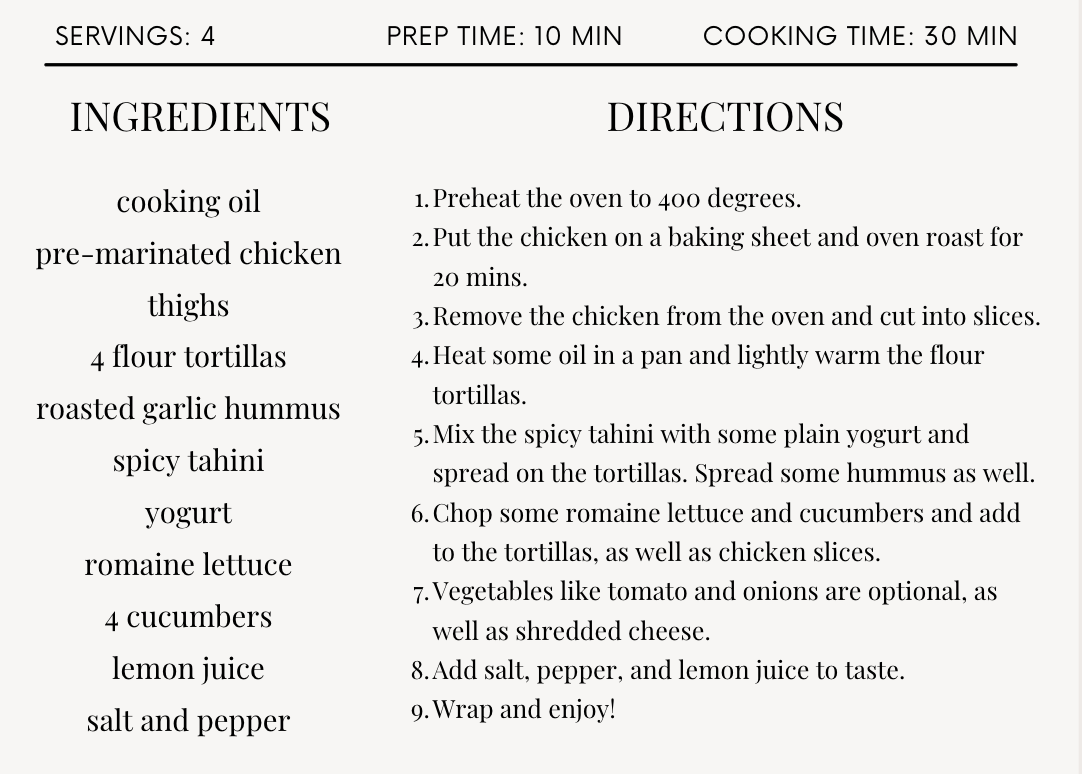 SERVINGS: 4
PREP TIME: 10 MIN
COOKING TIME: 30 MIN
INGREDIENTS
cooking oil
pre-marinated chicken
thighs
4 flour tortillas
roasted garlic hummus
spicy tahini
yogurt
romaine lettuce
4 cucumbers
lemon juice
salt and pepper
DIRECTIONS
1. Preheat the oven to 400 degrees.
2. Put the chicken on a baking sheet and oven roast for
20 mins.
3. Remove the chicken from the oven and cut into slices.
4. Heat some oil in a pan and lightly warm the flour
tortillas.
5. Mix the spicy tahini with some plain yogurt and
spread on the tortillas. Spread some hummus as well.
6. Chop some romaine lettuce and cucumbers and add
to the tortillas, as well as chicken slices.
7. Vegetables like tomato and onions are optional, as
well as shredded cheese.
8. Add salt, pepper, and lemon juice to taste.
9. Wrap and enjoy!